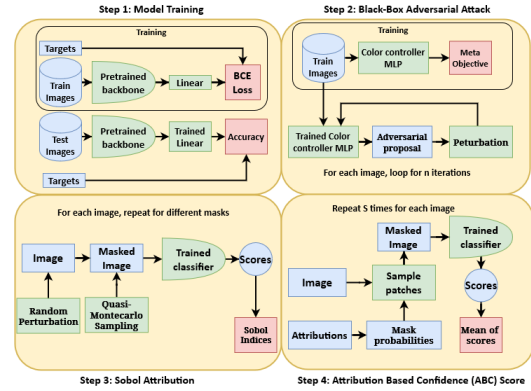 Step 1: Model Training
Training
Targets
Train
Images
Pretrained
backbone
Linear
BCE
Loss
Test
Images
Pretrained
backbone
Trained
Linear
Accuracy
Targets
Step 2: Black-Box Adversarial Attack
Training
Train
Images
Color controller
MLP
Meta
Objective
Trained Color
controller MLP
Adversarial
proposal
Peturbation
For each image, loop for n iterations
For each image, repeat for different masks
Image
Masked
Image
Trained
classifier
Scores
Random
Perturbation
Quasi-
Montecarlo
Sampling
Sobol
Indices
Step 3: Sobol Attribution
Repeat S times for each image
Masked
Image
Trained
classifier
Image
Sample
patches
Scores
Attributions
Mask
probabilities
Mean of
scores
Step 4: Attribution Based Confidence (ABC) Score